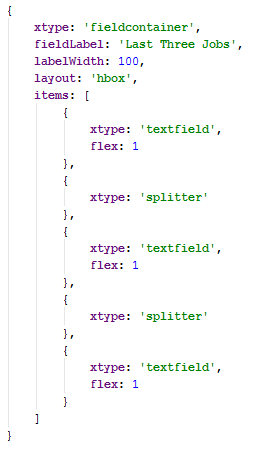 {
    xtype: 'fieldcontainer',
    fieldLabel: 'Last Three Jobs',
    labelWidth: 100,
    layout: 'hbox',
    items: [
        {
            xtype: 'textfield',
            flex: 1
        },
        {
            xtype: 'splitter'
        },
        {
            xtype: 'textfield',
            flex: 1
        },
        {
            xtype: 'splitter'
        },
        {
            xtype: 'textfield',
            flex: 1
        }
    ]
}